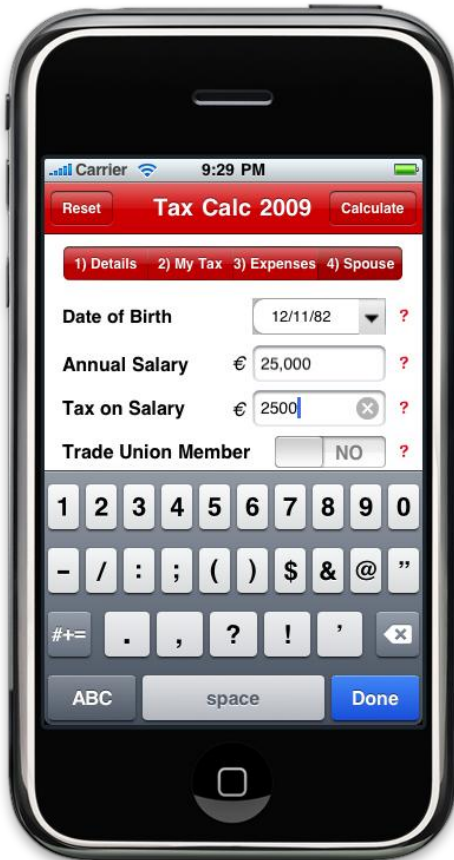 Carrier 9:29 PM
Reset Tax Calc 2009 Calculate
1) Details 2) My Tax 3) Expenses 4) Spouse
Date of Birth 12/11/82 ?
Annual Salary € 25,000 ?
Tax on Salary € 2500 ?
Trade Union Member NO ?
1 2 3 4 5 6 7 8 9 0
- / : ; ( ) $ & @ ”
#+= . , ? ! ’
ABC space Done